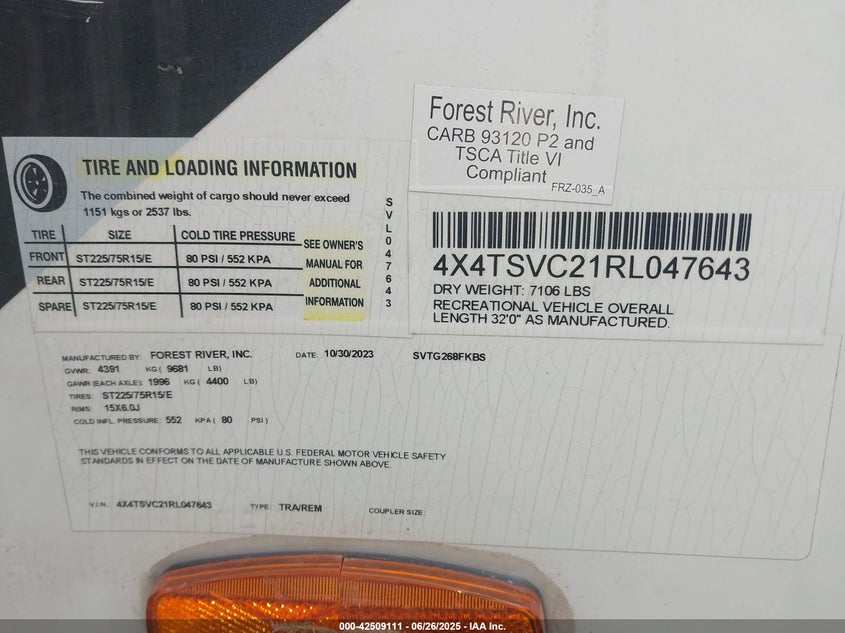 Forest River, Inc.
CARB 93120 P2 and
TSCA Title VI
Compliant
FRZ-035_A
TIRE AND LOADING INFORMATION
The combined weight of cargo should never exceed
1151 kgs or 2537 lbs.
TIRE SIZE COLD TIRE PRESSURE
FRONT ST225/75R15/E 80 PSI / 552 KPA
REAR ST225/75R15/E 80 PSI / 552 KPA
SPARE ST225/75R15/E 80 PSI / 552 KPA
SEE OWNER'S
MANUAL FOR
ADDITIONAL
INFORMATION
SVL047643
4X4TSVC21RL047643
DRY WEIGHT: 7106 LBS
RECREATIONAL VEHICLE OVERALL
LENGTH 32'0" AS MANUFACTURED.
MANUFACTURED BY: FOREST RIVER, INC. DATE: 10/30/2023 SVTG268FKBS
GVWR: 4391 KG ( 9681 LB)
GAWR (EACH AXLE): 1996 KG ( 4400 LB)
TIRES: ST225/75R15/E
RIMS: 15X6.0J
COLD INFL. PRESSURE: 552 KPA ( 80 PSI )
THIS VEHICLE CONFORMS TO ALL APPLICABLE U.S. FEDERAL MOTOR VEHICLE SAFETY
STANDARDS IN EFFECT ON THE DATE OF MANUFACTURE SHOWN ABOVE.
V.I.N.: 4X4TSVC21RL047643 TYPE: TRA/REM COUPLER SIZE:
000-42509111 - 06/26/2025 - IAA Inc.